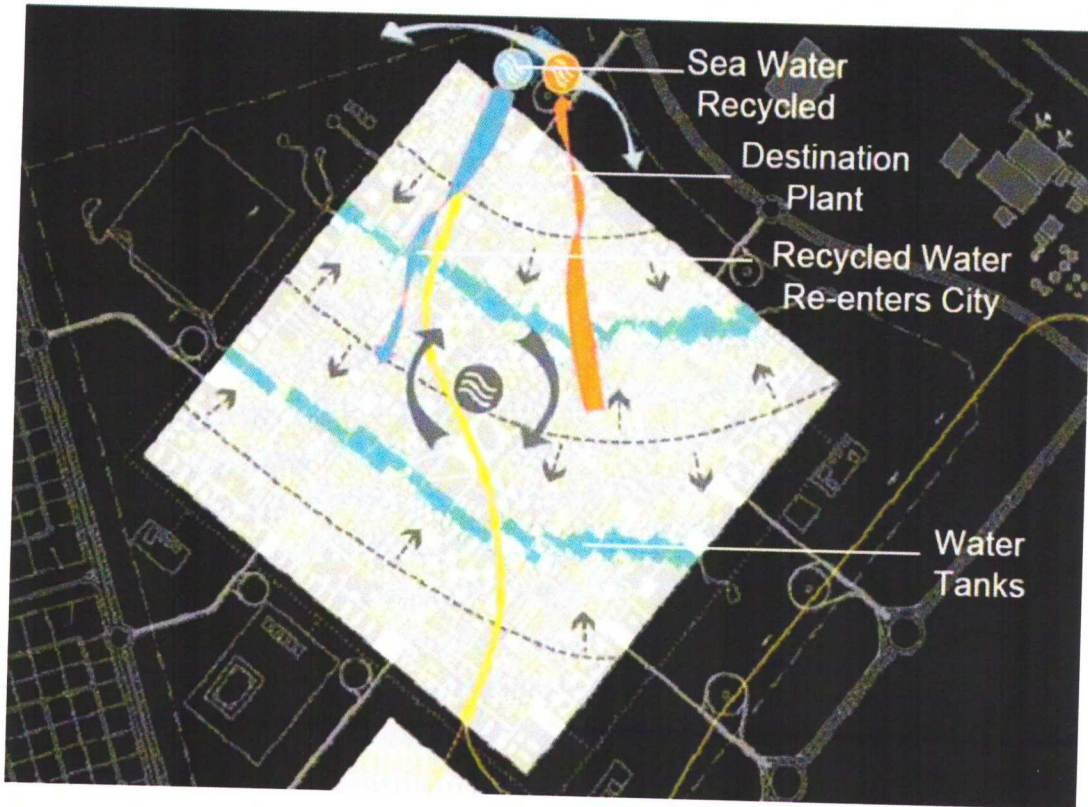 Sea Water
Recycled
Destination
Plant
Recycled Water
Re-enters City
Water
Tanks